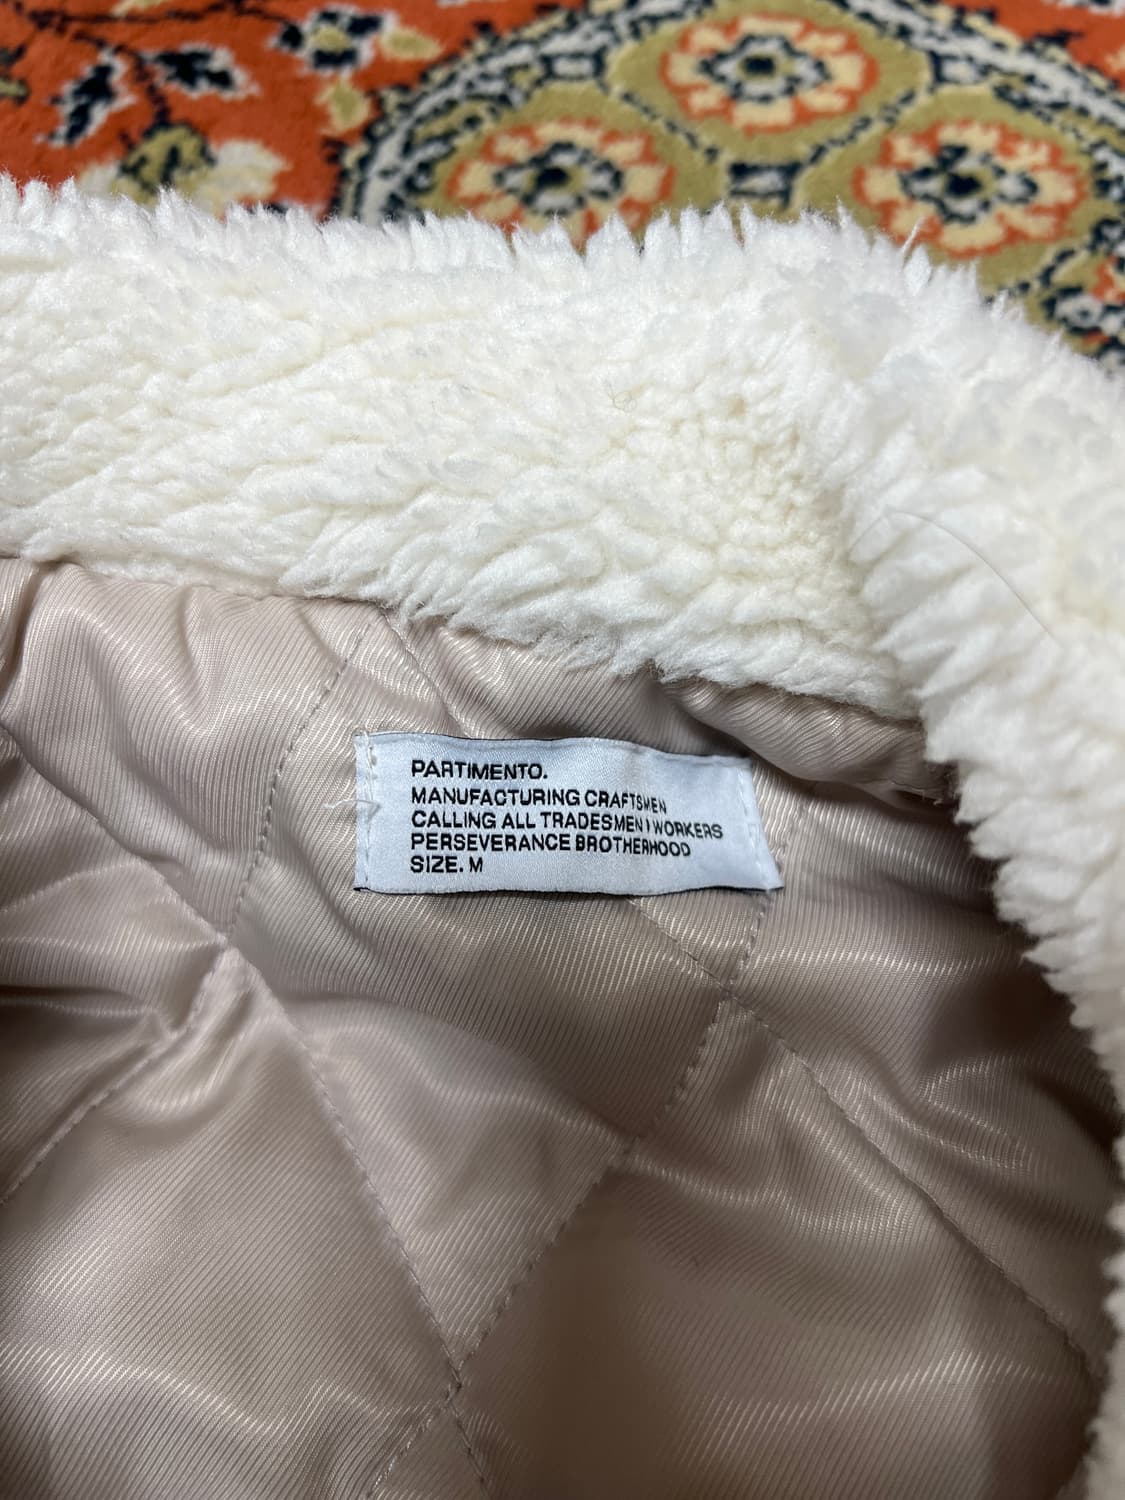 PARTIMENTO.
MANUFACTURING CRAFTSMEN
CALLING ALL TRADESMEN WORKERS
PERSEVERANCE BROTHERHOOD
SIZE. M